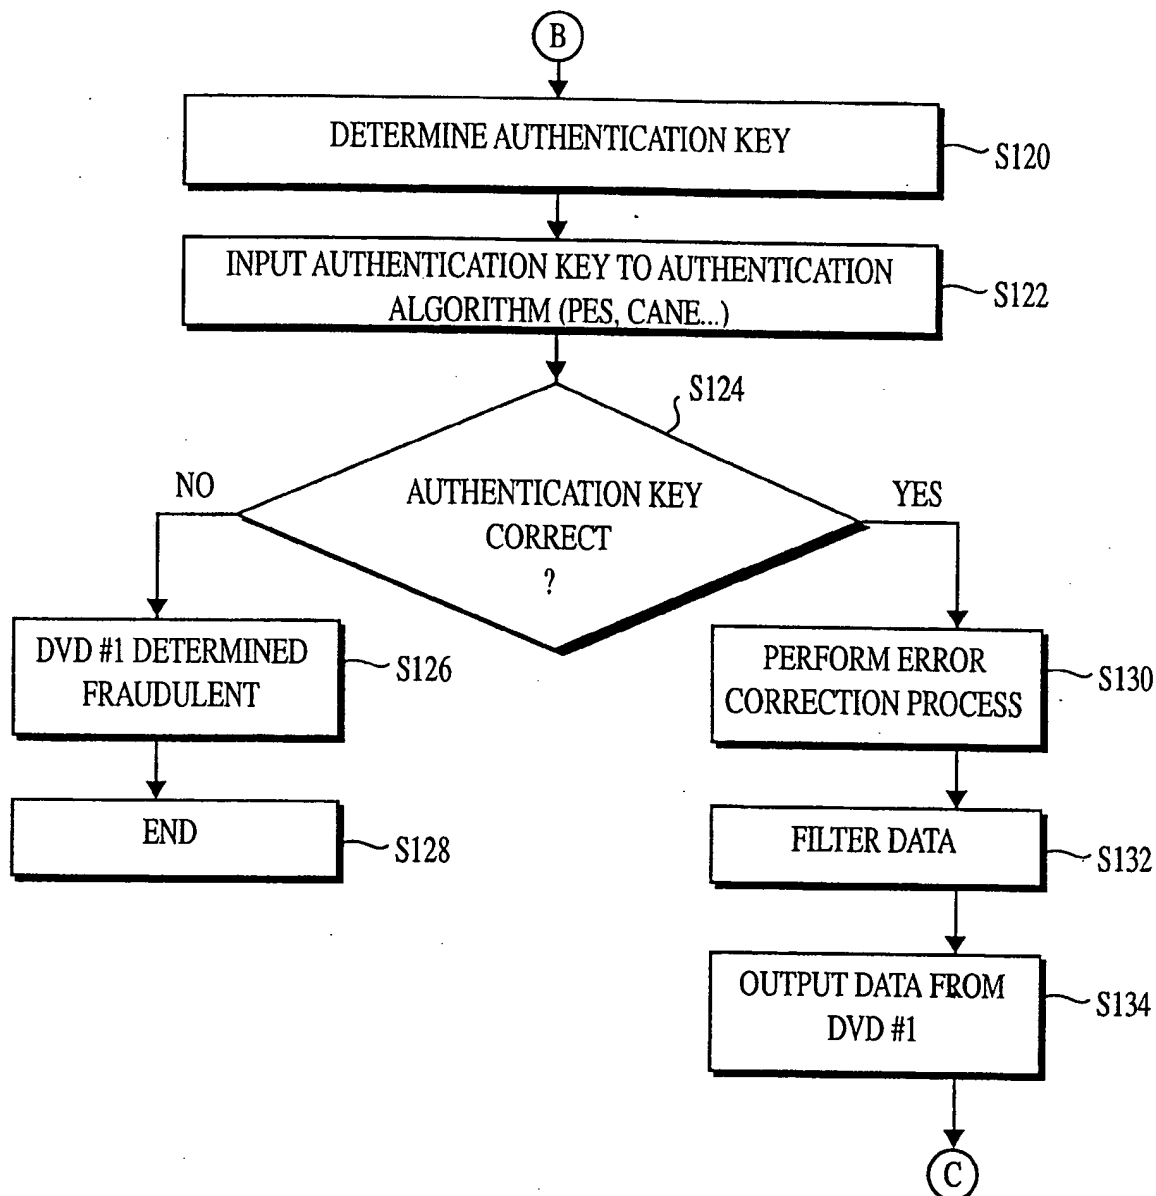 B
DETERMINE AUTHENTICATION KEY
S120
INPUT AUTHENTICATION KEY TO AUTHENTICATION
ALGORITHM (PES, CANE...)
S122
S124
AUTHENTICATION KEY
CORRECT
?
NO
YES
DVD #1 DETERMINED
FRAUDULENT
S126
PERFORM ERROR
CORRECTION PROCESS
S130
END
S128
FILTER DATA
S132
OUTPUT DATA FROM
DVD #1
S134
C